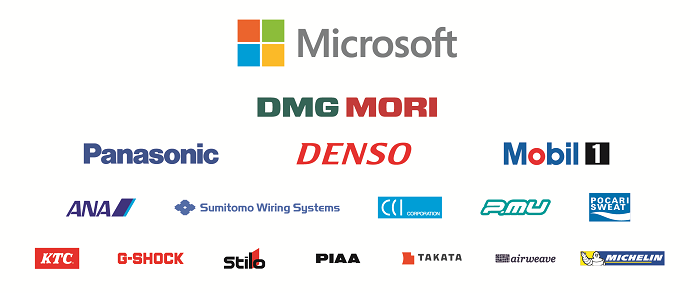 Microsoft
DMG MORI
Panasonic
DENSO
Mobil 1
ANA
Sumitomo Wiring Systems
CCI CORPORATION
P.MU
POCARI SWEAT
KTC
G-SHOCK
Stilo
PIAA
TAKATA
airweave
MICHELIN